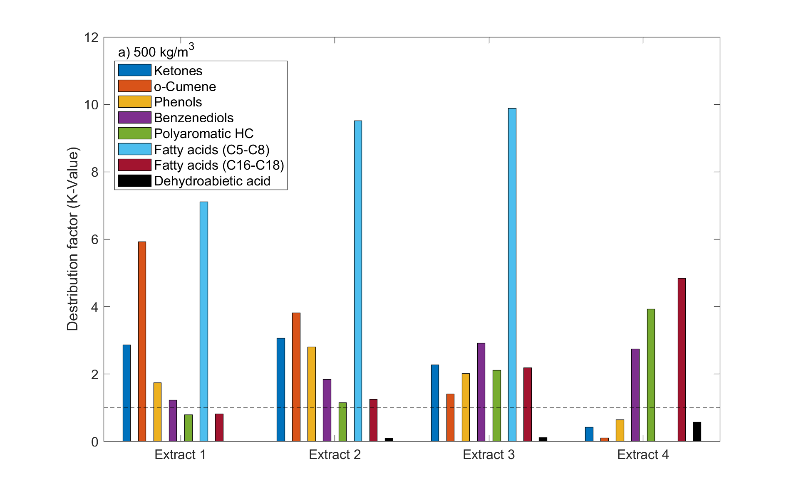 12
10
8
6
4
2
0
Destribution factor (K-Value)
a) 500 kg/m3
Ketones
o-Cumene
Phenols
Benzenediols
Polyaromatic HC
Fatty acids (C5-C8)
Fatty acids (C16-C18)
Dehydroabietic acid
Extract 1
Extract 2
Extract 3
Extract 4